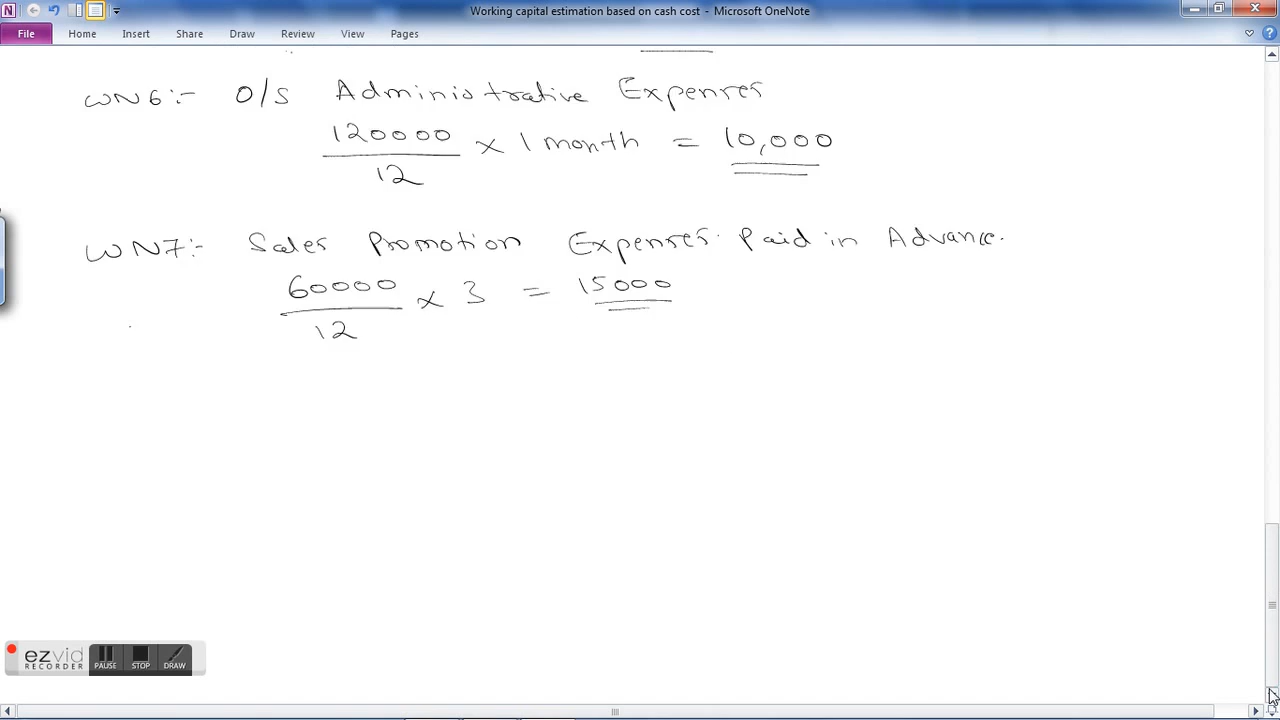 Working capital estimation based on cash cost - Microsoft OneNote
File Home Insert Share Draw Review View Pages
WN6:- O/S Administrative Expenses
120000
12
× 1 month = 10,000
WN7:- Sales Promotion Expenses Paid in Advance.
60000
12
× 3 = 15000
ezvid
RECORDER
PAUSE STOP DRAW